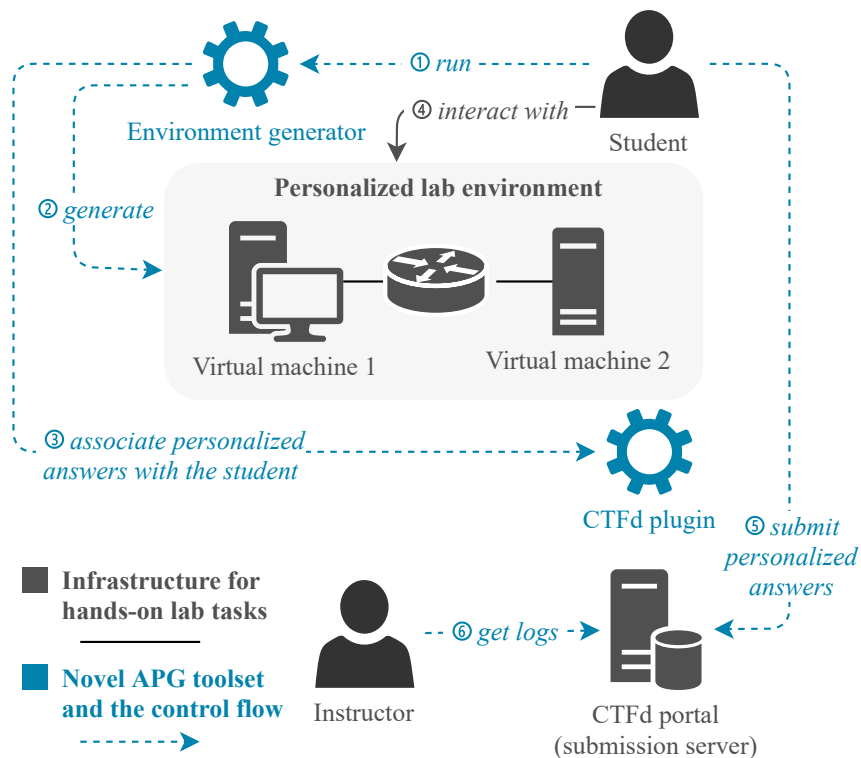 ① run
④ interact with
Environment generator
Student
Personalized lab environment
② generate
Virtual machine 1
Virtual machine 2
③ associate personalized
answers with the student
CTFd plugin
⑤ submit
personalized
answers
Infrastructure for
hands-on lab tasks
⑥ get logs
Novel APG toolset
and the control flow
Instructor
CTFd portal
(submission server)